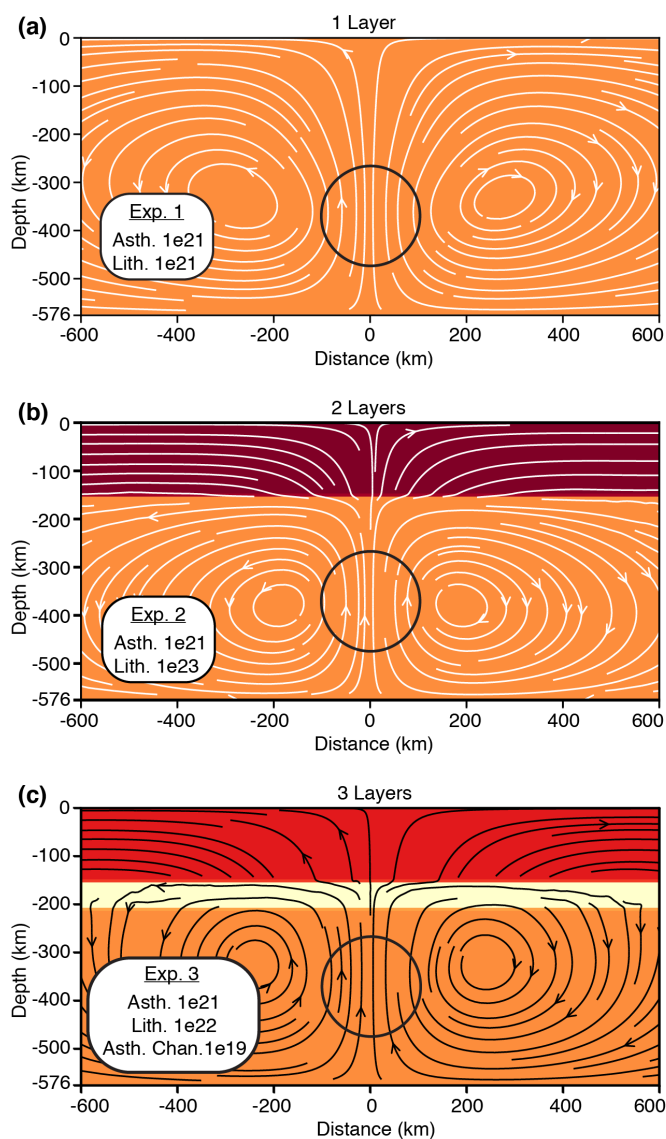 (a)
1 Layer
0
-100
-200
-300
-400
-500
-576
Depth (km)
Exp. 1
Asth. 1e21
Lith. 1e21
-600
-400
-200
0
200
400
600
Distance (km)
(b)
2 Layers
0
-100
-200
-300
-400
-500
-576
Depth (km)
Exp. 2
Asth. 1e21
Lith. 1e23
-600
-400
-200
0
200
400
600
Distance (km)
(c)
3 Layers
0
-100
-200
-300
-400
-500
-576
Depth (km)
Exp. 3
Asth. 1e21
Lith. 1e22
Asth. Chan.1e19
-600
-400
-200
0
200
400
600
Distance (km)